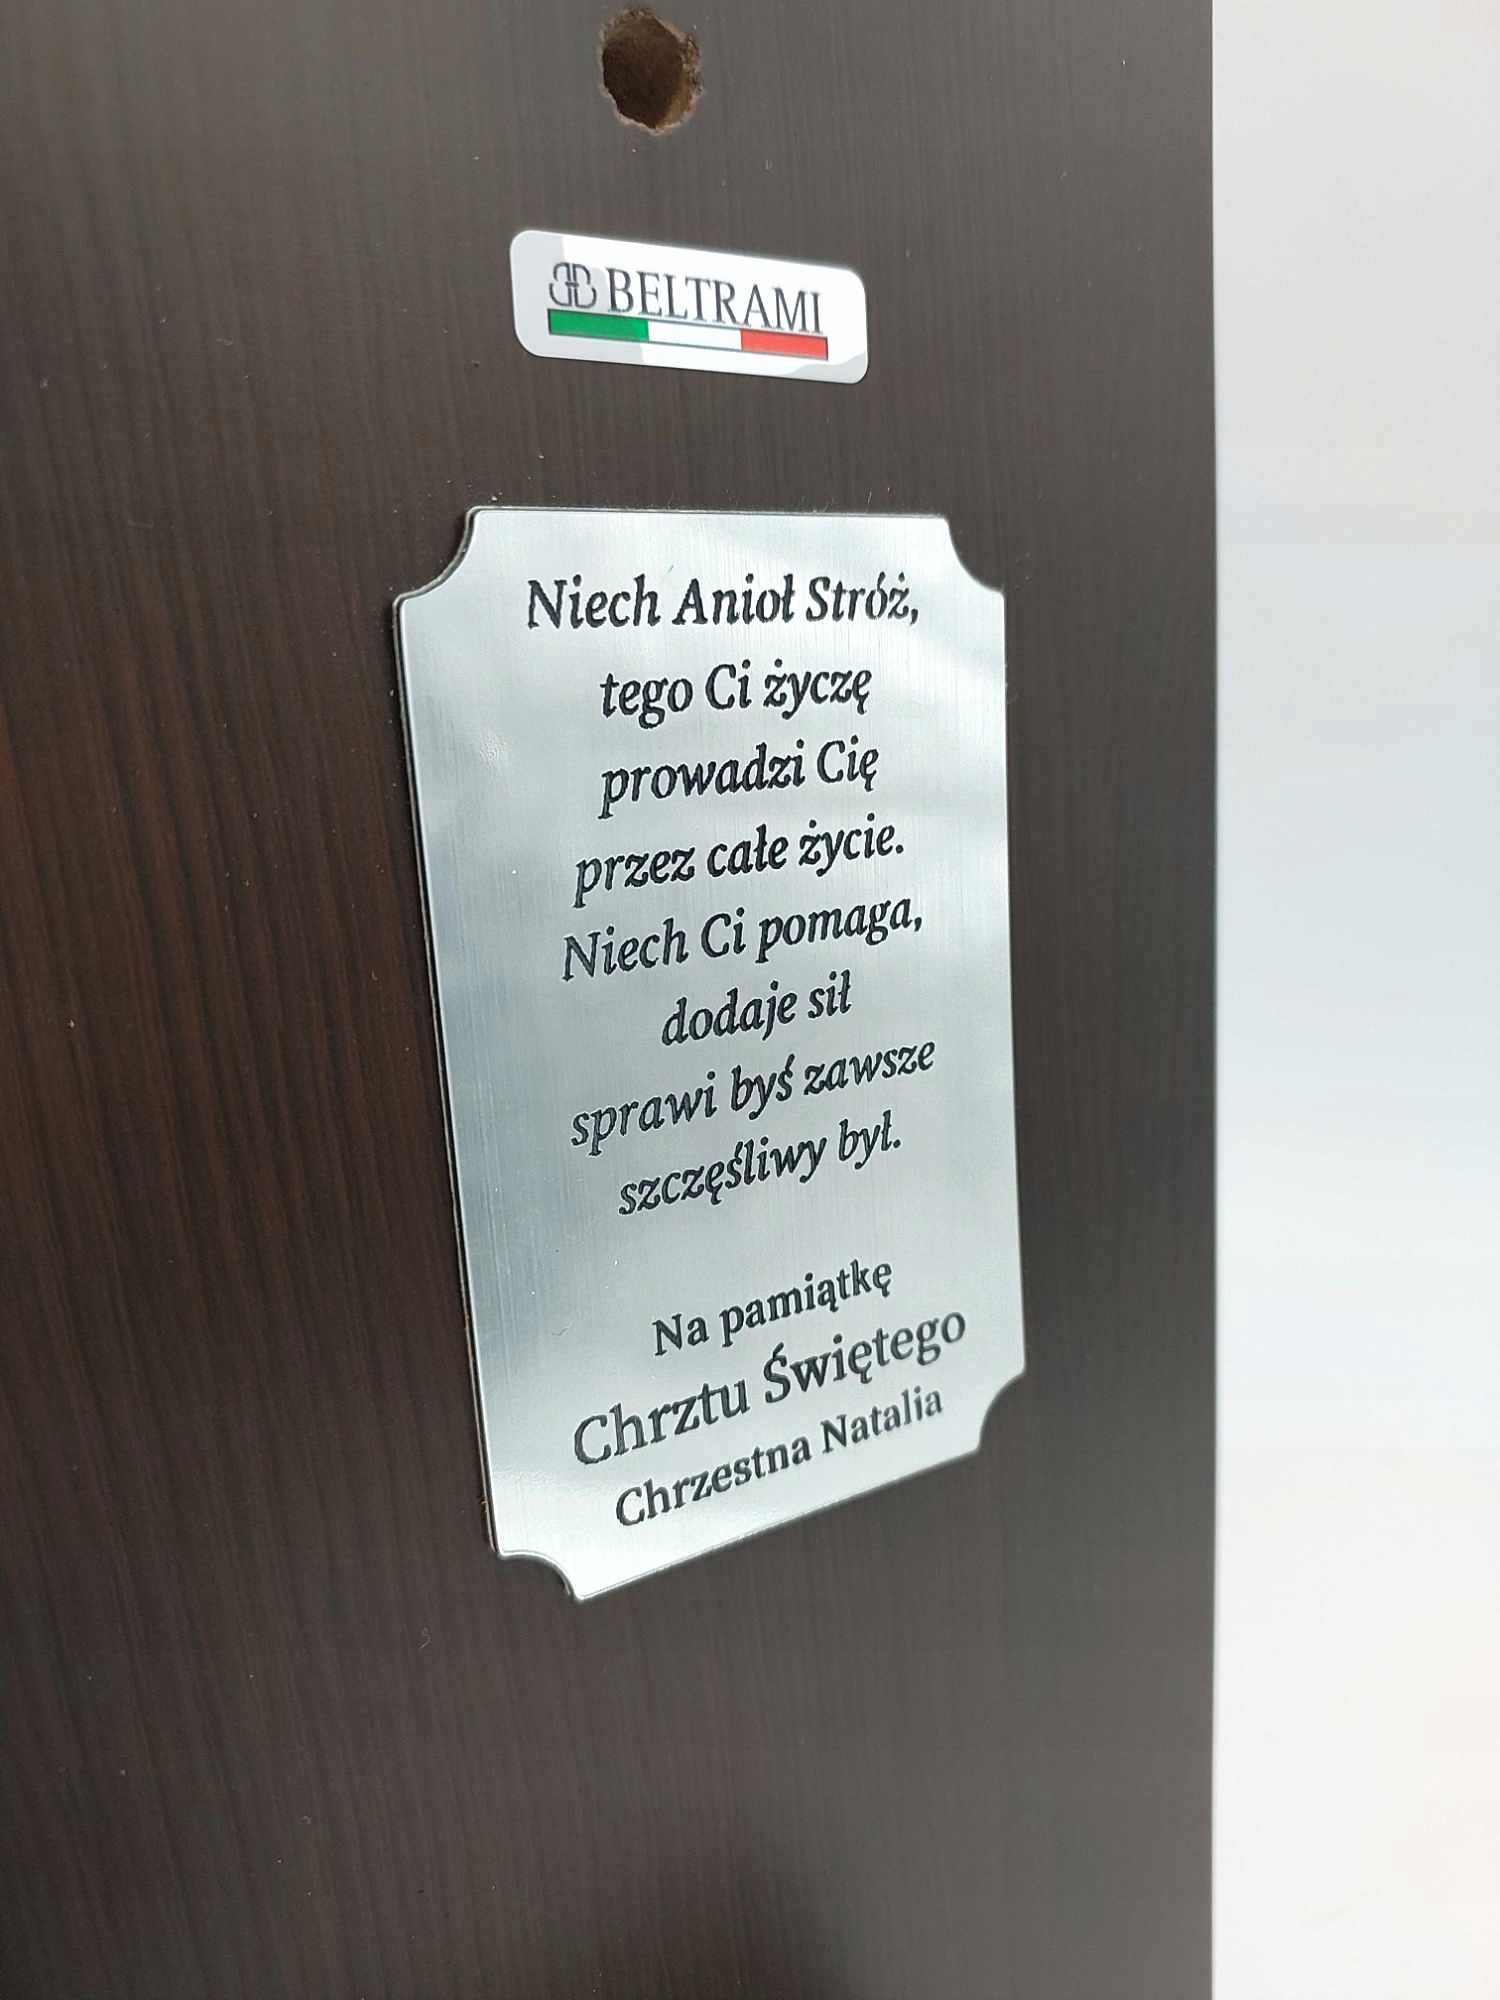 BELTRAMI
Niech Anioł Stróż,
tego Ci życzę
prowadzi Cię
przez całe życie.
Niech Ci pomaga,
dodaje sił
sprawi byś zawsze
szczęśliwy był.
Na pamiątkę
Chrztu Świętego
Chrzestna Natalia